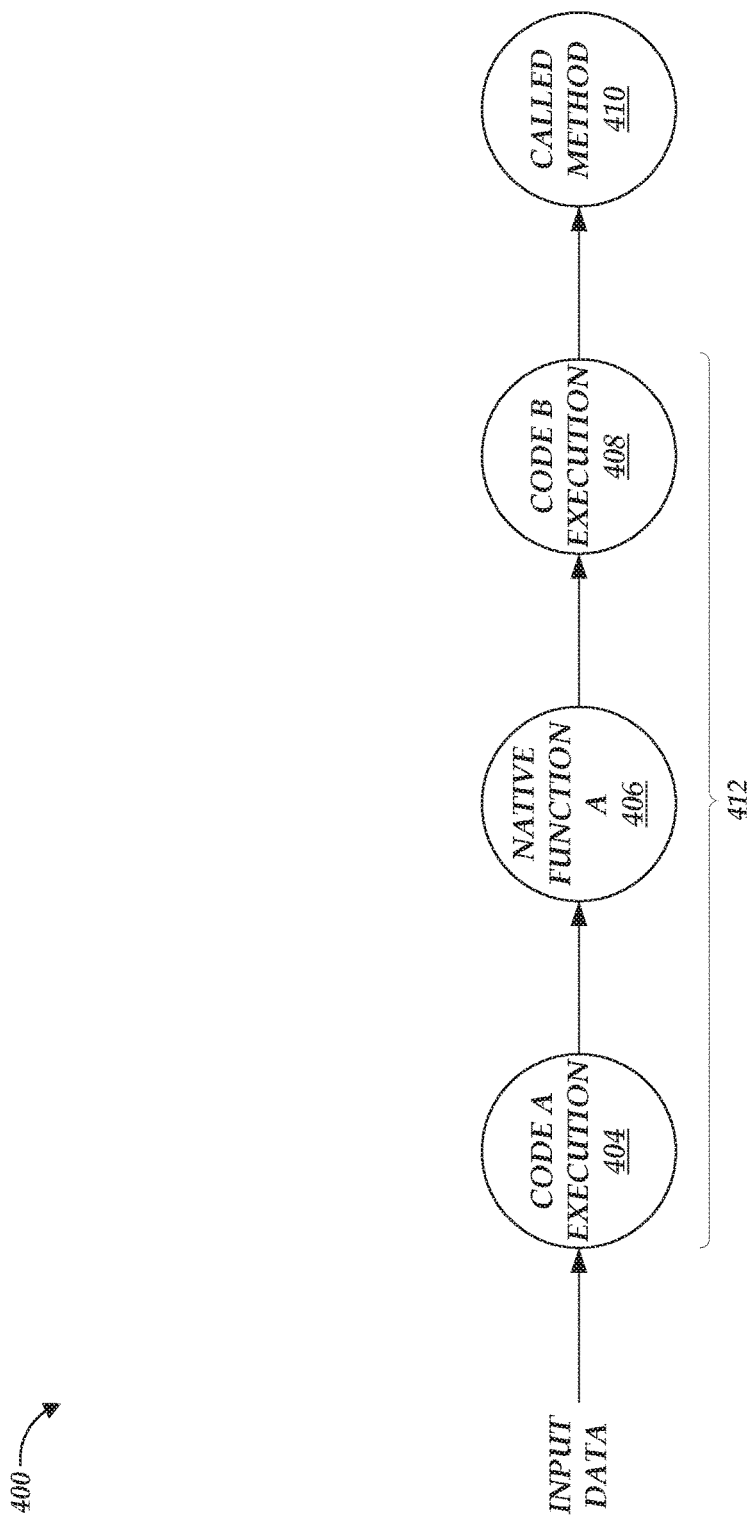 400
INPUT
DATA
CODE A
EXECUTION
404
NATIVE
FUNCTION
A
406
CODE B
EXECUTION
408
CALLED
METHOD
410
412